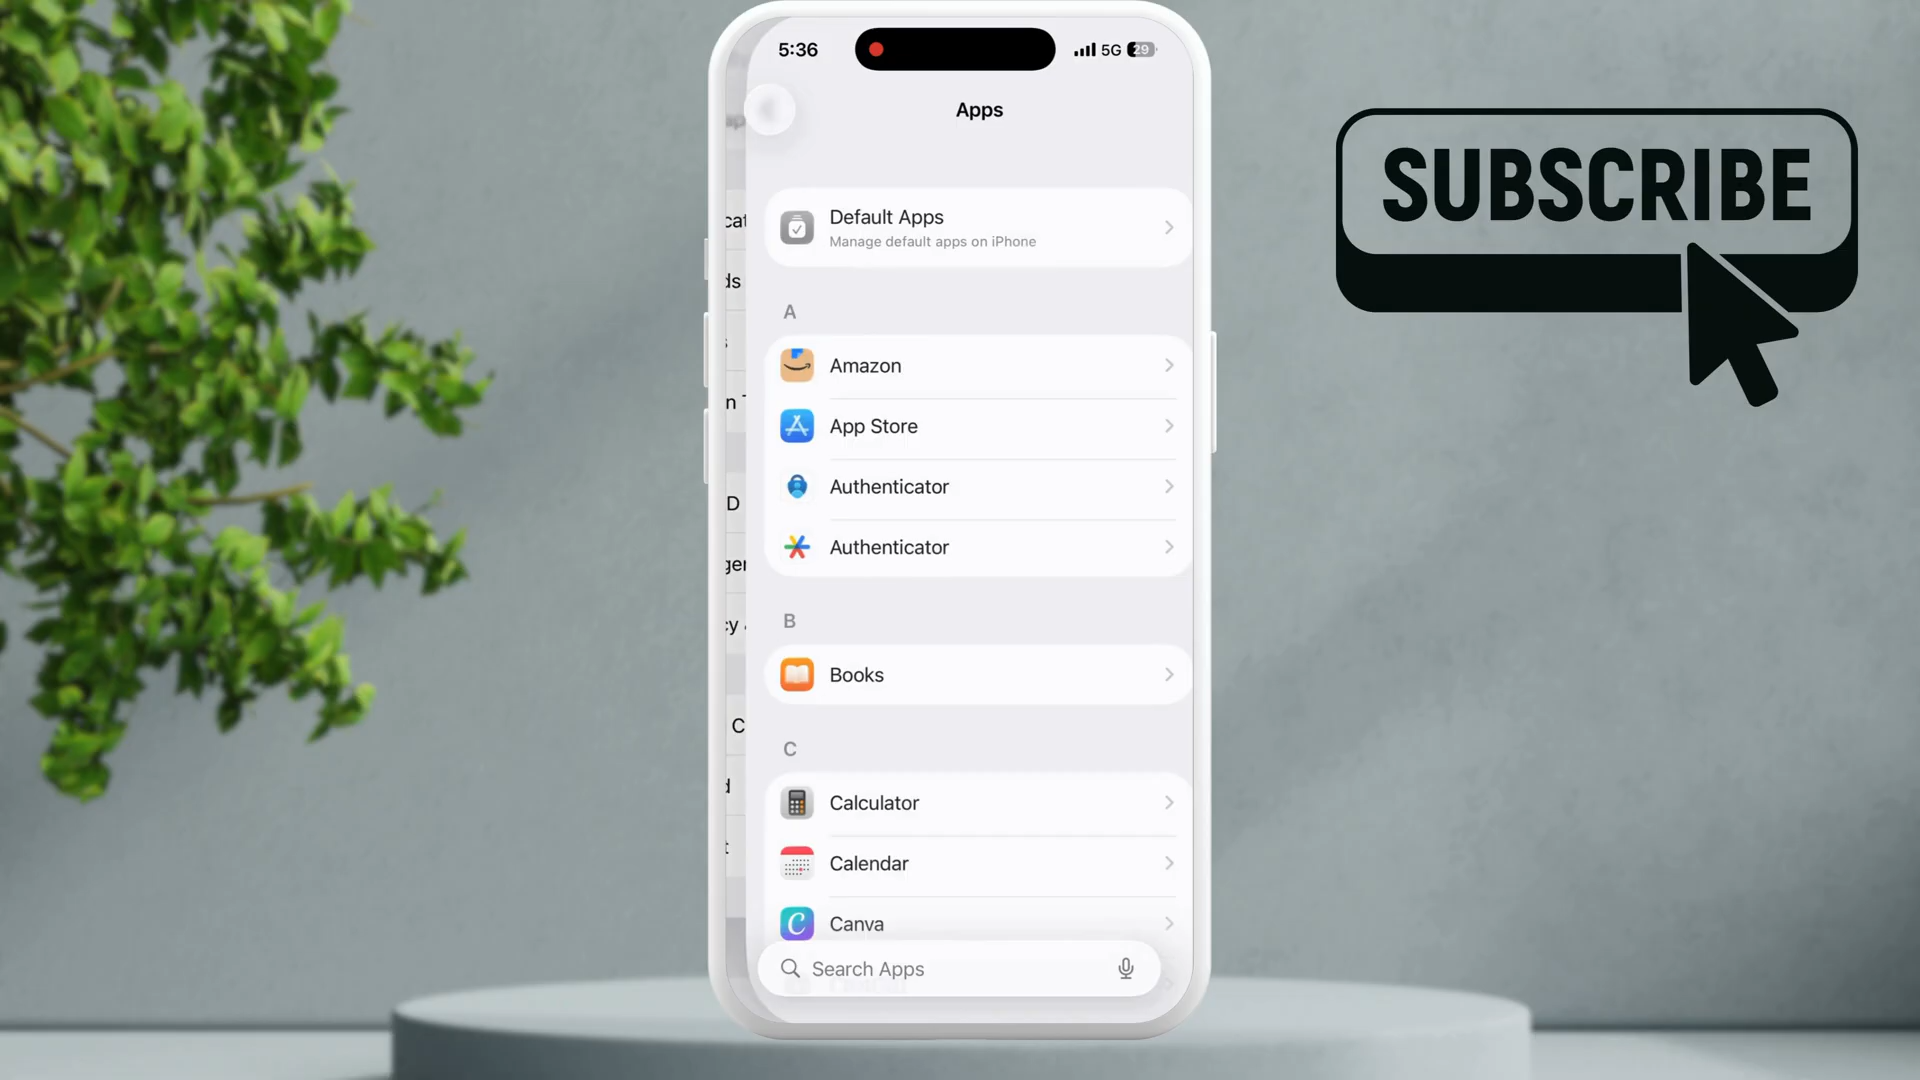 5:36
5G 29
Apps
Default Apps
Manage default apps on iPhone
A
Amazon
App Store
Authenticator
Authenticator
B
Books
C
Calculator
Calendar
Canva
Search Apps
SUBSCRIBE